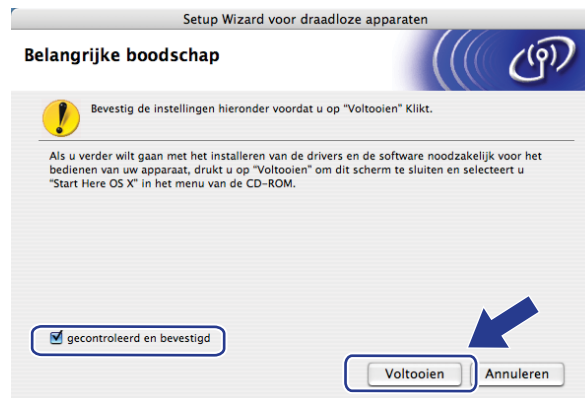 Setup Wizard voor draadloze apparaten
Belangrijke boodschap
Bevestig de instellingen hieronder voordat u op "Voltooien" Klikt.
Als u verder wilt gaan met het installeren van de drivers en de software noodzakelijk voor het
bedienen van uw apparaat, drukt u op "Voltooien" om dit scherm te sluiten en selecteert u
"Start Here OS X" in het menu van de CD-ROM.
gecontroleerd en bevestigd
Voltooien
Annuleren